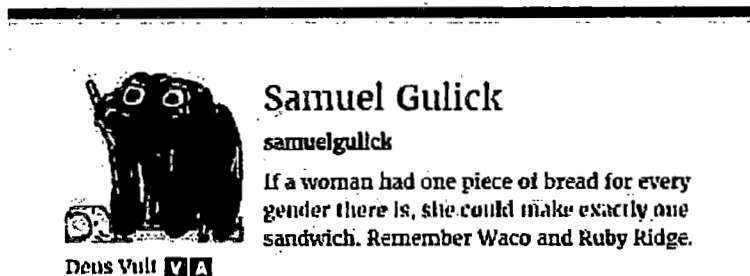 Samuel Gulick
samuelgulick
If a woman had one piece of bread for every
gender there is, she could make exactly one
sandwich. Remember Waco and Ruby Ridge.
Deus Vult V A